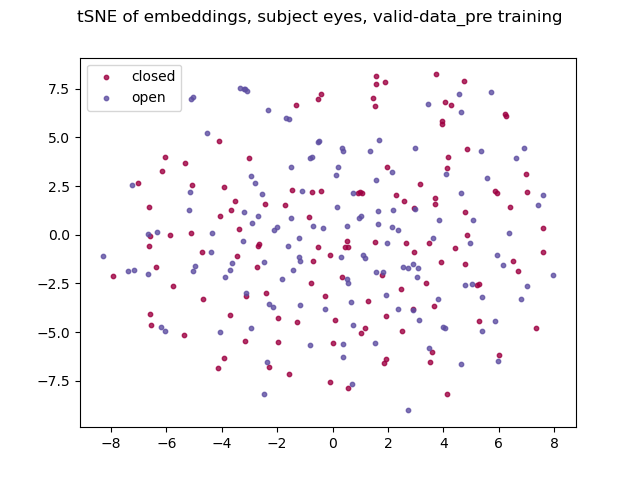 tSNE of embeddings, subject eyes, valid-data_pre training
closed
open
7.5
5.0
2.5
0.0
−2.5
−5.0
−7.5
−8 −6 −4 −2 0 2 4 6 8